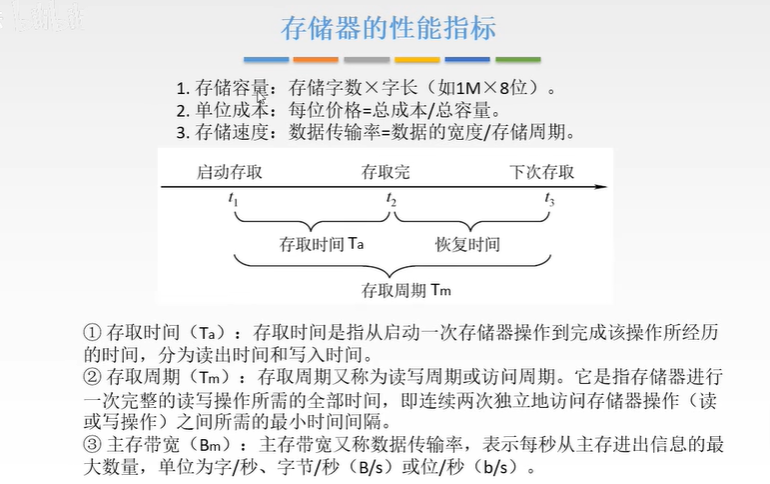 存储器的性能指标
1. 存储容量：存储字数×字长（如1M×8位）。
2. 单位成本：每位价格=总成本/总容量。
3. 存储速度：数据传输率=数据的宽度/存储周期。
启动存取 存取完 下次存取
t1 t2 t3
存取时间 Ta 恢复时间
存取周期 Tm
① 存取时间（Ta）：存取时间是指从启动一次存储器操作到完成该操作所经历
的时间，分为读出时间和写入时间。
② 存取周期（Tm）：存取周期又称为读写周期或访问周期。它是指存储器进行
一次完整的读写操作所需的全部时间，即连续两次独立地访问存储器操作（读
或写操作）之间所需的最小时间间隔。
③ 主存带宽（Bm）：主存带宽又称数据传输率，表示每秒从主存进出信息的最
大数量，单位为字/秒、字节/秒（B/s）或位/秒（b/s）。